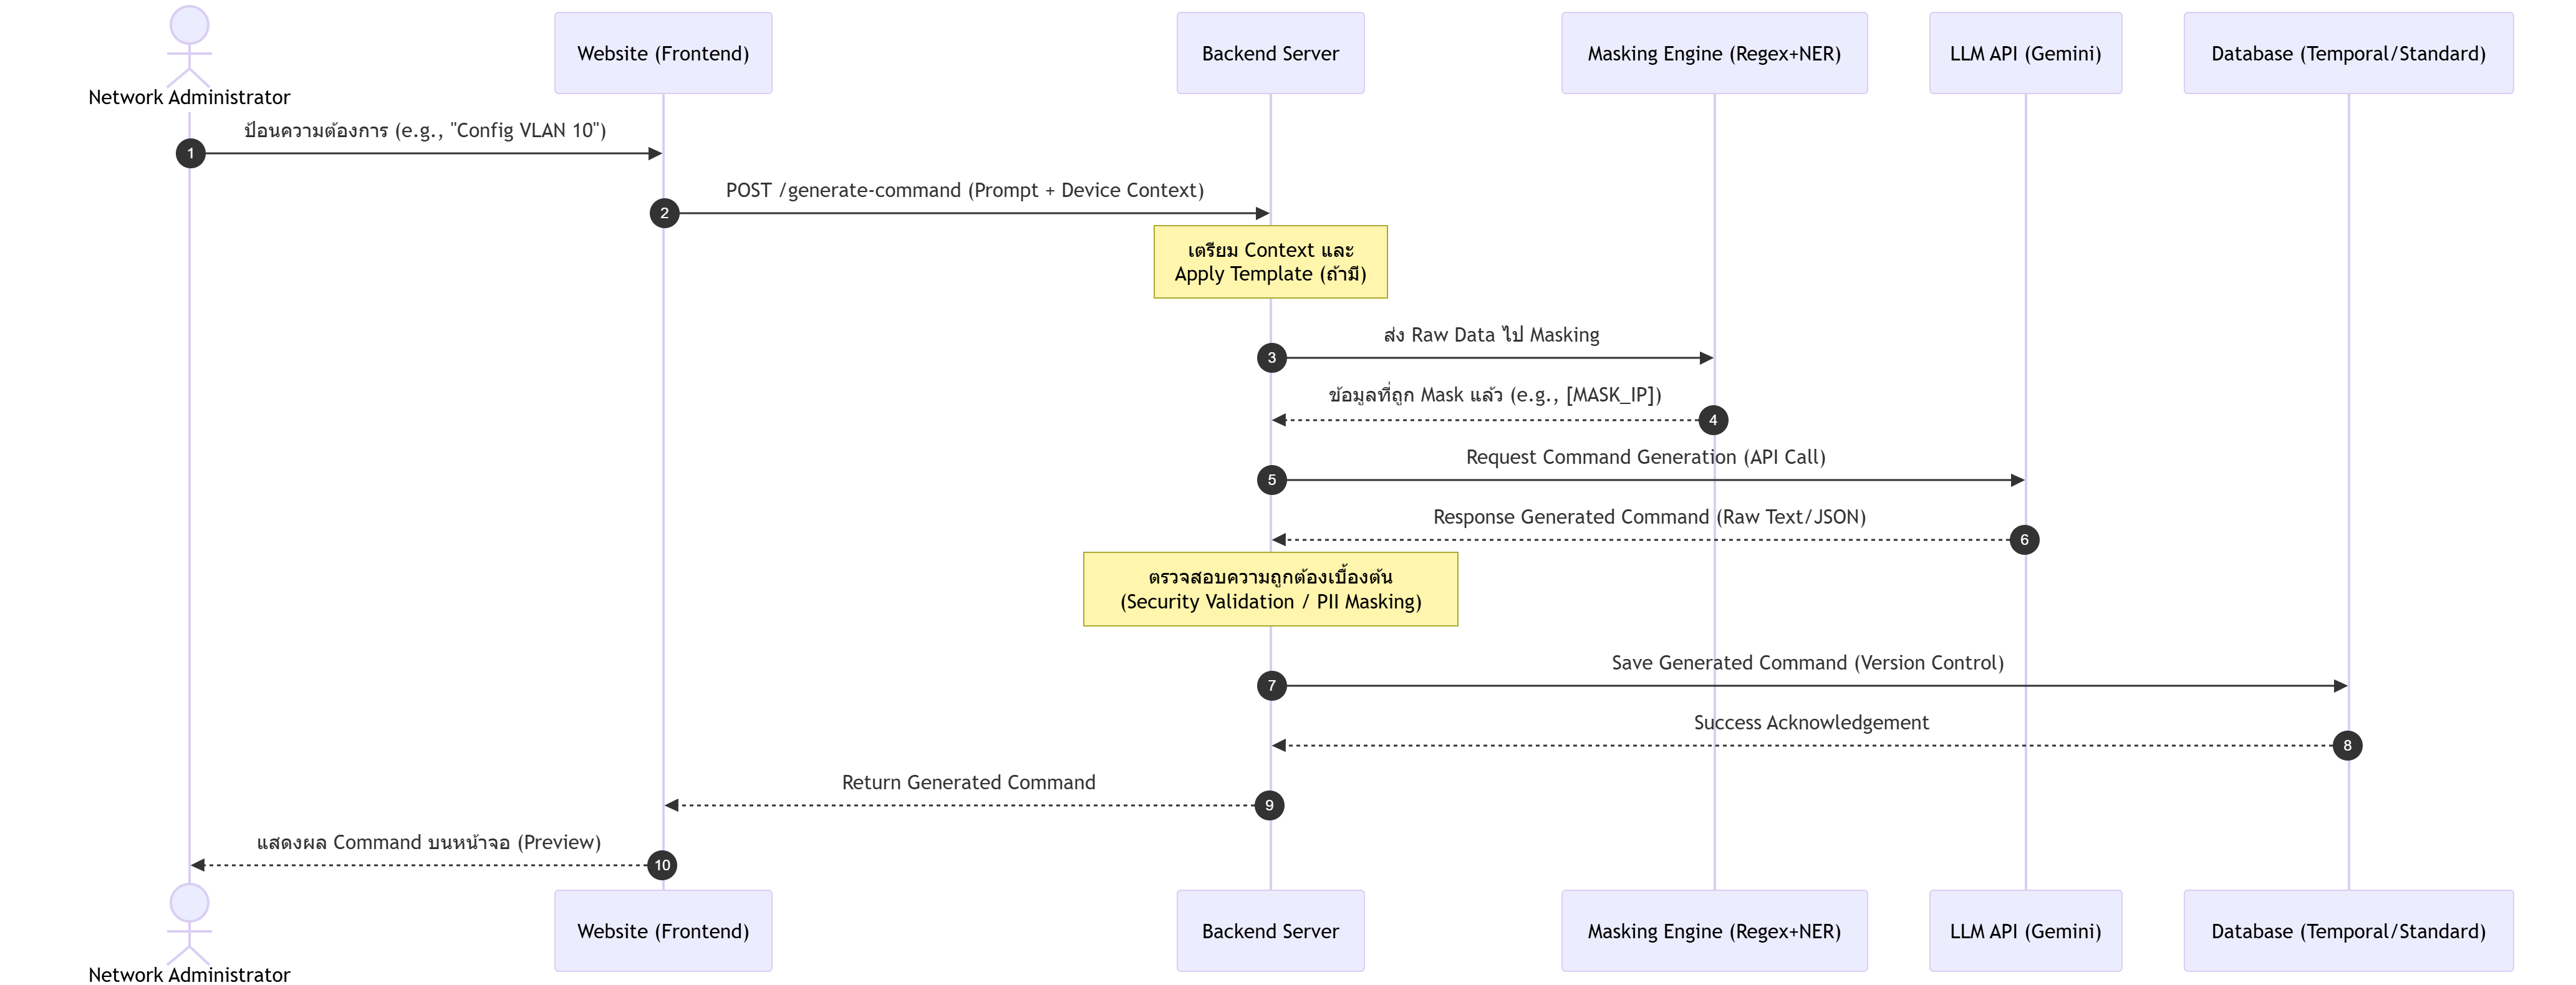 Network Administrator
Website (Frontend)
Backend Server
Masking Engine (Regex+NER)
LLM API (Gemini)
Database (Temporal/Standard)
ป้อนความต้องการ (e.g., "Config VLAN 10")
1
POST /generate-command (Prompt + Device Context)
2
เตรียม Context และ
Apply Template (ถ้ามี)
ส่ง Raw Data ไป Masking
3
ข้อมูลที่ถูก Mask แล้ว (e.g., [MASK_IP])
4
Request Command Generation (API Call)
5
Response Generated Command (Raw Text/JSON)
6
ตรวจสอบความถูกต้องเบื้องต้น
(Security Validation / PII Masking)
Save Generated Command (Version Control)
7
Success Acknowledgement
8
Return Generated Command
9
แสดงผล Command บนหน้าจอ (Preview)
10
Network Administrator
Website (Frontend)
Backend Server
Masking Engine (Regex+NER)
LLM API (Gemini)
Database (Temporal/Standard)